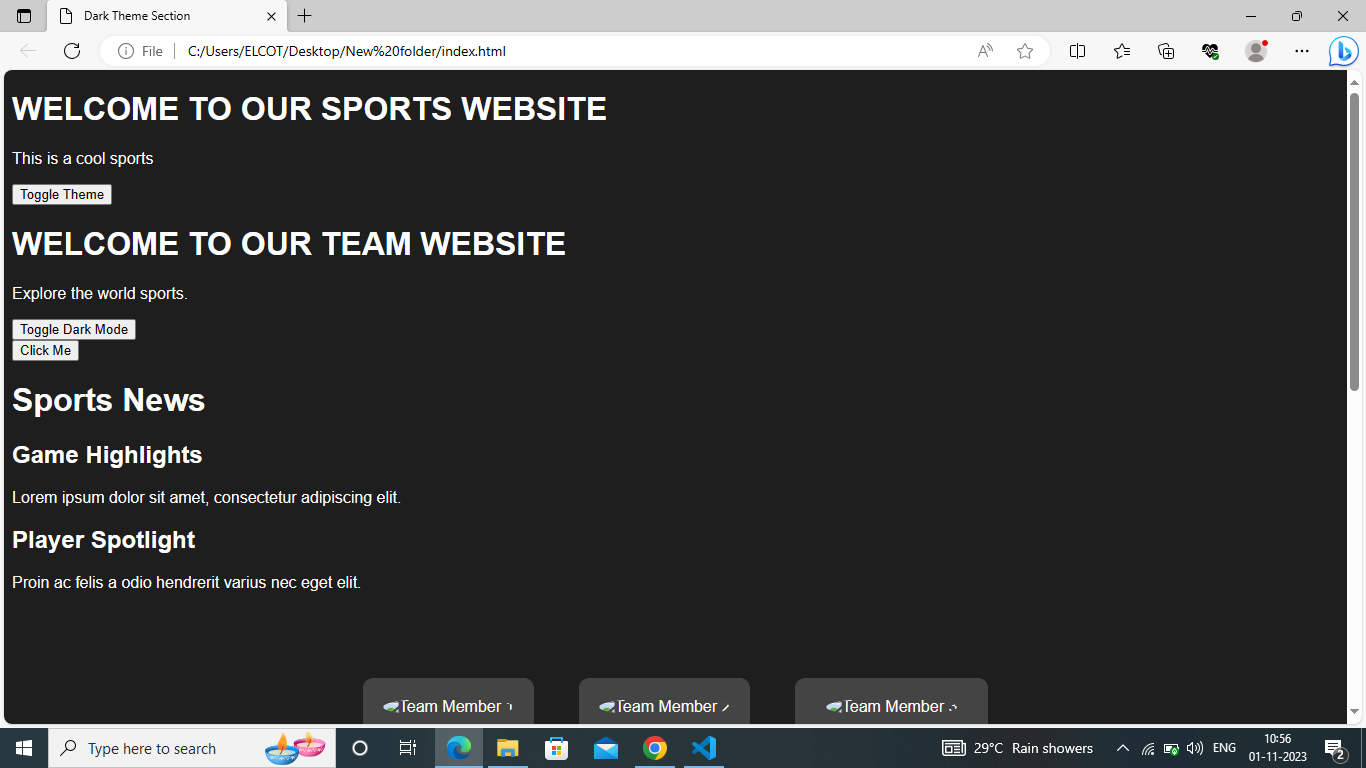 Dark Theme Section
File
C:/Users/ELCOT/Desktop/New%20folder/index.html
WELCOME TO OUR SPORTS WEBSITE
This is a cool sports
Toggle Theme
WELCOME TO OUR TEAM WEBSITE
Explore the world sports.
Toggle Dark Mode
Click Me
Sports News
Game Highlights
Lorem ipsum dolor sit amet, consectetur adipiscing elit.
Player Spotlight
Proin ac felis a odio hendrerit varius nec eget elit.
Team Member
Team Member
Team Member
Type here to search
29°C Rain showers
ENG
10:56
01-11-2023
2